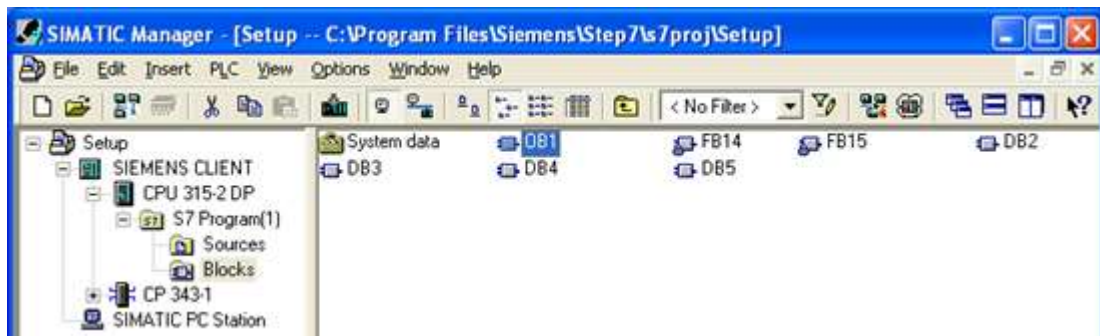 SIMATIC Manager - [Setup -- C:\Program Files\Siemens\Step7\s7proj\Setup]
File Edit Insert PLC View Options Window Help
< No Filter >
Setup
SIEMENS CLIENT
CPU 315-2 DP
S7 Program(1)
Sources
Blocks
CP 343-1
SIMATIC PC Station
System data OB1 FB14 FB15 DB2
DB3 DB4 DB5